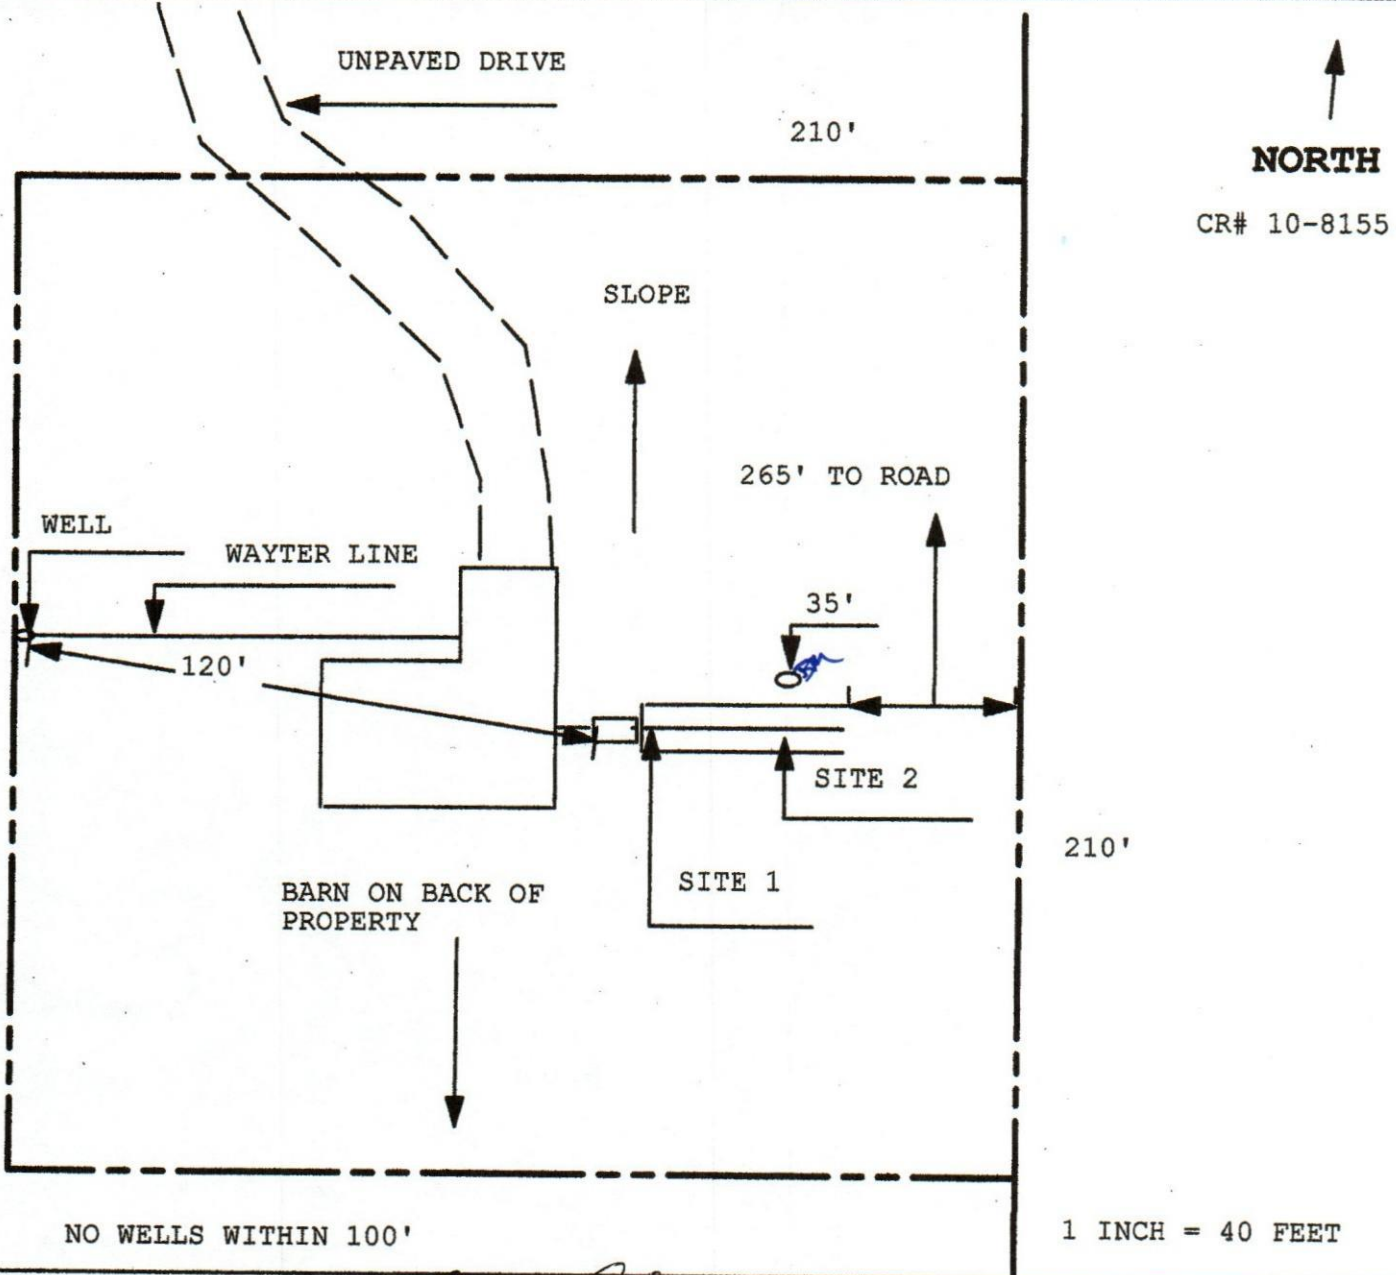 UNPAVED DRIVE
210'
NORTH
CR# 10-8155
SLOPE
265' TO ROAD
WELL
WAYTER LINE
35'
120'
SITE 2
210'
SITE 1
BARN ON BACK OF
PROPERTY
NO WELLS WITHIN 100'
1 INCH = 40 FEET